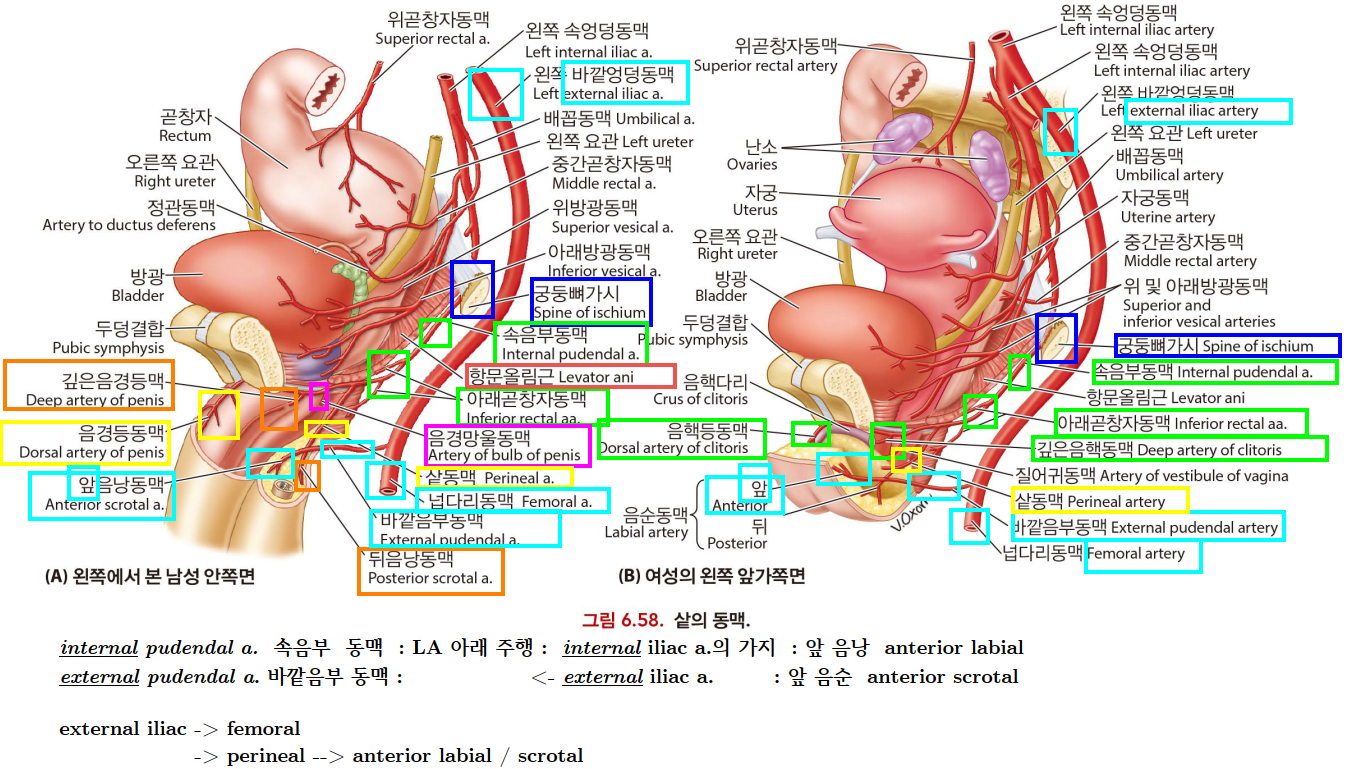 위곧창자동맥
Superior rectal a.
왼쪽 속엉덩동맥
Left internal iliac a.
왼쪽 바깥엉덩동맥
Left external iliac a.
곧창자
Rectum
배꼽동맥 Umbilical a.
왼쪽 요관 Left ureter
오른쪽 요관
Right ureter
중간곧창자동맥
Middle rectal a.
정관동맥
Artery to ductus deferens
위방광동맥
Superior vesical a.
아래방광동맥
Inferior vesical a.
방광
Bladder
궁둥뼈가시
Spine of ischium
두덩결합
Pubic symphysis
속음부동맥
Internal pudendal a.
항문올림근 Levator ani
깊은음경동맥
Deep artery of penis
아래곧창자동맥
Inferior rectal aa.
음경등동맥
Dorsal artery of penis
음경망울동맥
Artery of bulb of penis
샅동맥 Perineal a.
앞음낭동맥
Anterior scrotal a.
넙다리동맥 Femoral a.
바깥음부동맥
External pudendal a.
뒤음낭동맥
Posterior scrotal a.
(A) 왼쪽에서 본 남성 안쪽면
왼쪽 속엉덩동맥
Left internal iliac artery
위곧창자동맥
Superior rectal artery
왼쪽 속엉덩동맥
Left internal iliac artery
왼쪽 바깥엉덩동맥
Left external iliac artery
왼쪽 요관 Left ureter
난소
Ovaries
배꼽동맥
Umbilical artery
자궁
Uterus
자궁동맥
Uterine artery
오른쪽 요관
Right ureter
중간곧창자동맥
Middle rectal artery
방광
Bladder
위 및 아래방광동맥
Superior and
inferior vesical arteries
두덩결합
Pubic symphysis
궁둥뼈가시 Spine of ischium
속음부동맥 Internal pudendal a.
음핵다리
Crus of clitoris
항문올림근 Levator ani
아래곧창자동맥 Inferior rectal aa.
음핵등동맥
Dorsal artery of clitoris
깊은음핵동맥 Deep artery of clitoris
질어귀동맥 Artery of vestibule of vagina
샅동맥 Perineal artery
앞
Anterior
음순동맥
Labial artery
뒤
Posterior
바깥음부동맥 External pudendal artery
넙다리동맥 Femoral artery
V.Oxorn
(B) 여성의 왼쪽 앞가쪽면
그림 6.58. 샅의 동맥.
internal pudendal a. 속음부 동맥 : LA 아래 주행 : internal iliac a.의 가지 : 앞 음낭 anterior labial
external pudendal a. 바깥음부 동맥 : <- external iliac a. : 앞 음순 anterior scrotal
external iliac -> femoral
-> perineal --> anterior labial / scrotal